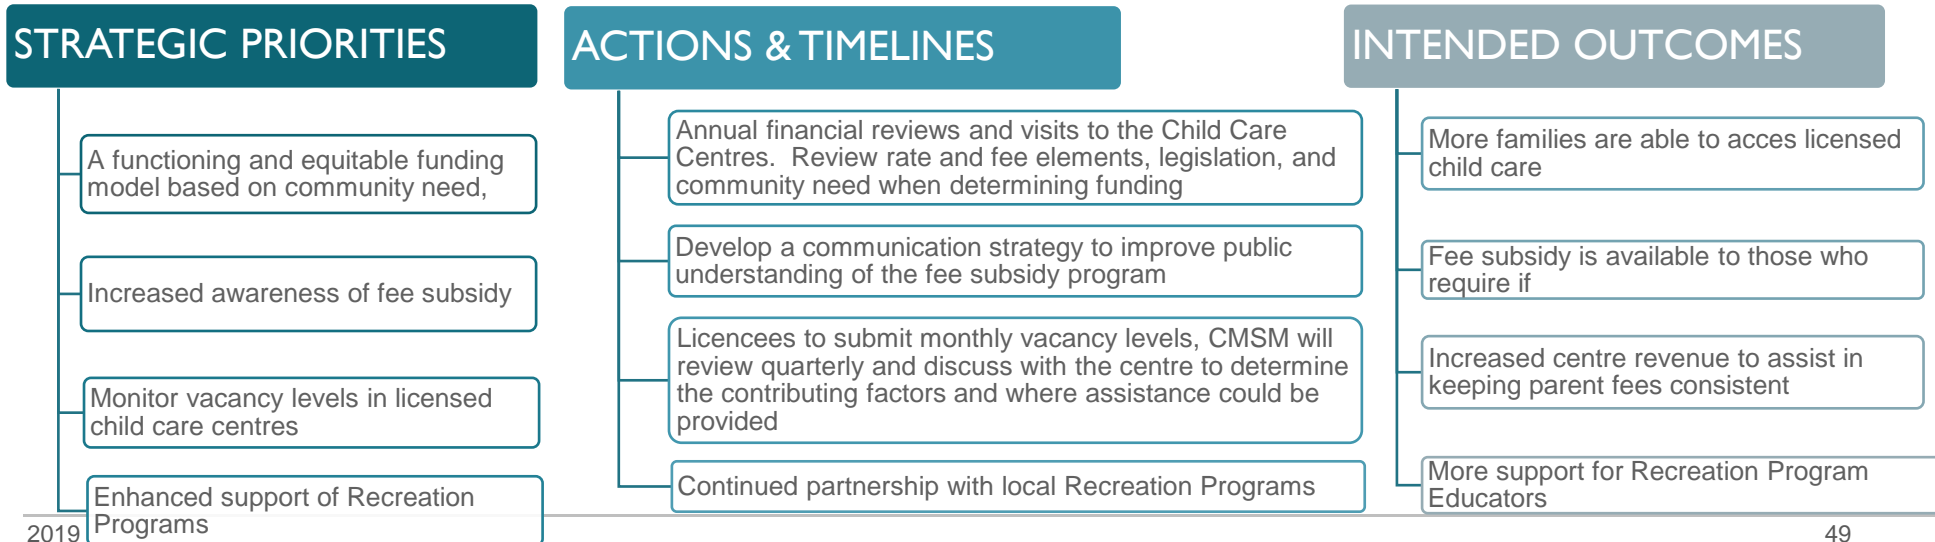 STRATEGIC PRIORITIES
A functioning and equitable funding
model based on community need,
Increased awareness of fee subsidy
Monitor vacancy levels in licensed
child care centres
Enhanced support of Recreation
Programs
ACTIONS & TIMELINES
Annual financial reviews and visits to the Child Care
Centres.  Review rate and fee elements, legislation, and
community need when determining funding
Develop a communication strategy to improve public
understanding of the fee subsidy program
Licencees to submit monthly vacancy levels, CMSM will
review quarterly and discuss with the centre to determine
the contributing factors and where assistance could be
provided
Continued partnership with local Recreation Programs
INTENDED OUTCOMES
More families are able to acces licensed
child care
Fee subsidy is available to those who
require if
Increased centre revenue to assist in
keeping parent fees consistent
More support for Recreation Program
Educators
2019
49